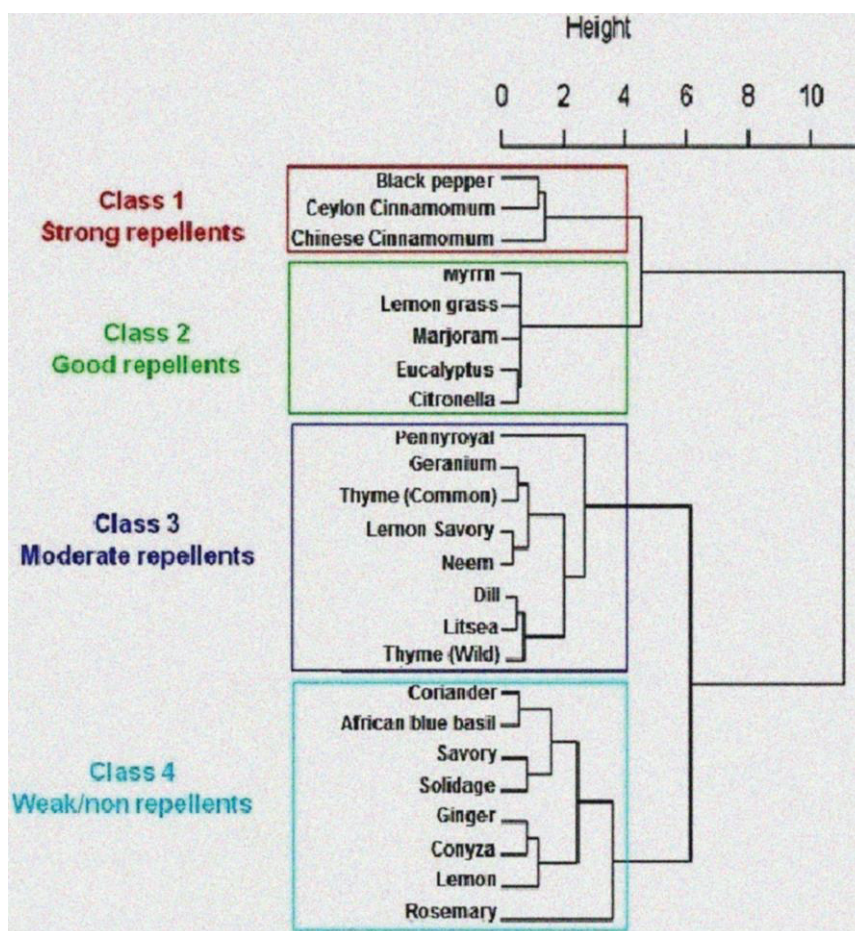 Height
0 2 4 6 8 10
Class 1
Strong repellents
Black pepper
Ceylon Cinnamomum
Chinese Cinnamomum
Class 2
Good repellents
Myrrh
Lemon grass
Marjoram
Eucalyptus
Citronella
Class 3
Moderate repellents
Pennyroyal
Geranium
Thyme (Common)
Lemon Savory
Neem
Dill
Litsea
Thyme (Wild)
Class 4
Weak/non repellents
Coriander
African blue basil
Savory
Solidage
Ginger
Conyza
Lemon
Rosemary